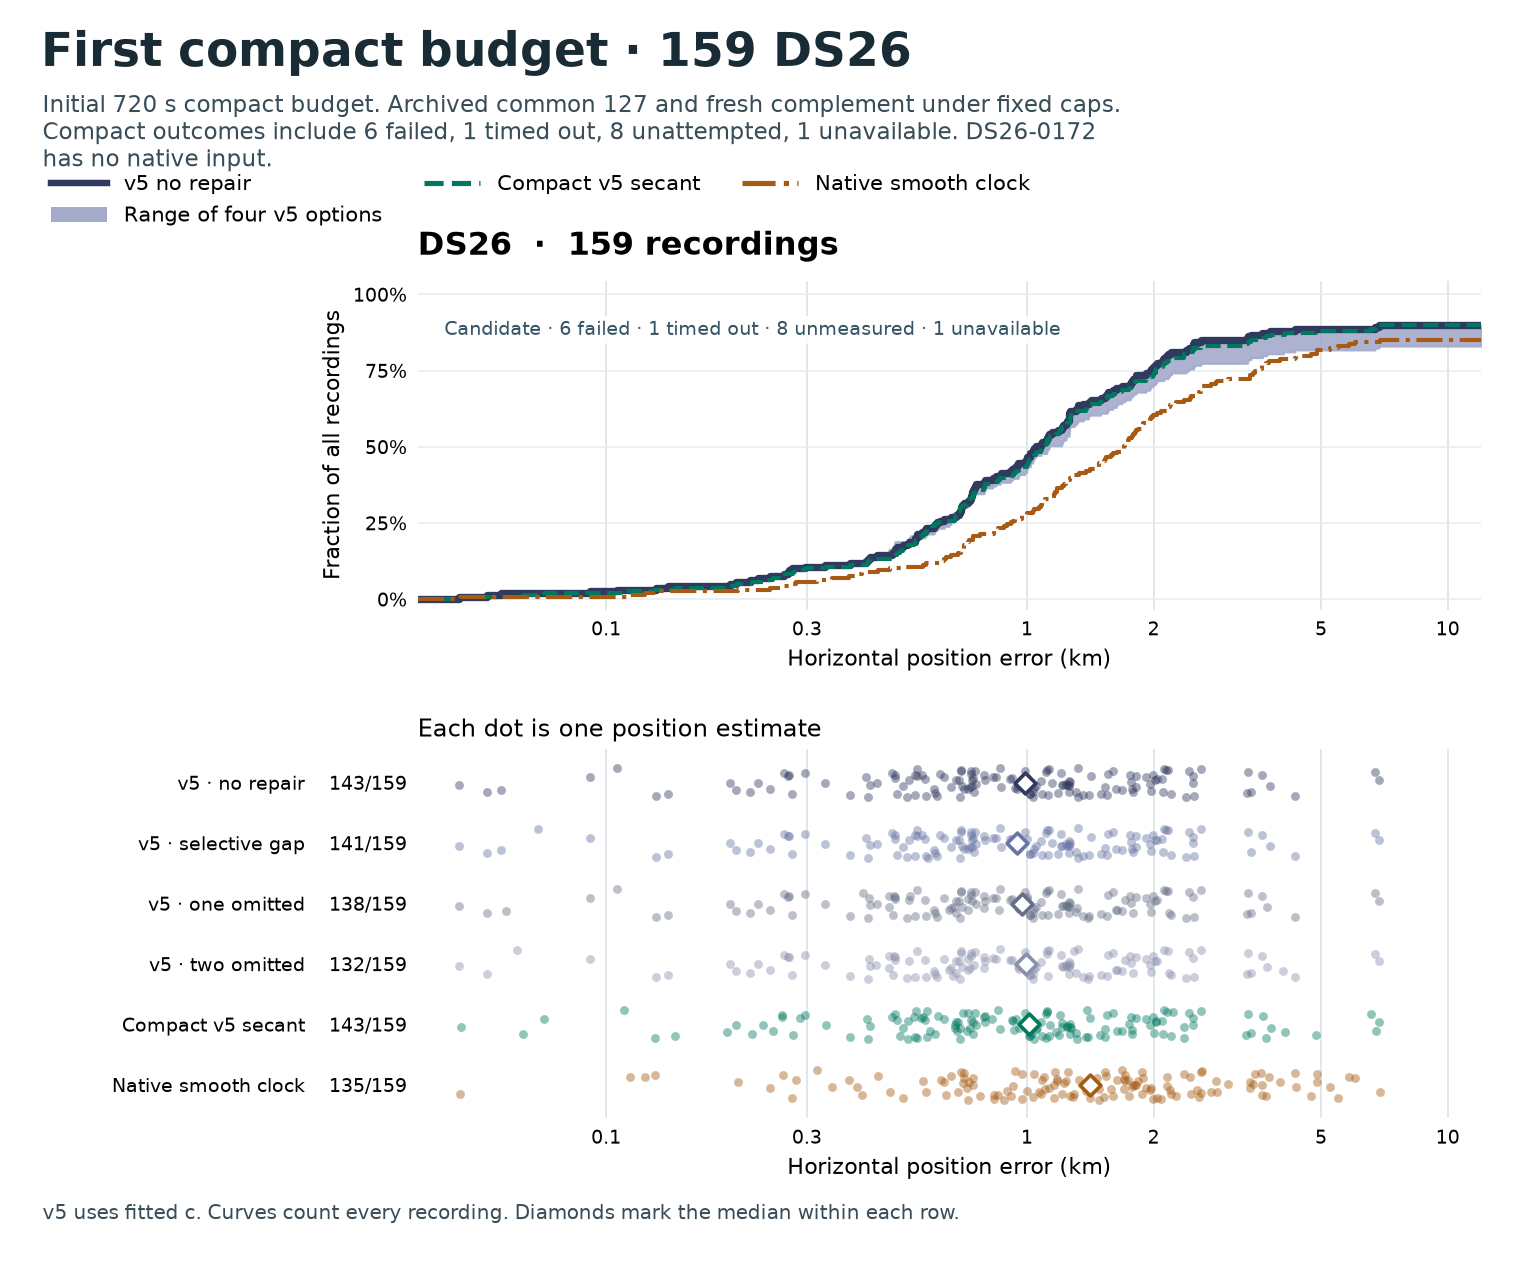 First compact budget · 159 DS26
Initial 720 s compact budget. Archived common 127 and fresh complement under fixed caps.
Compact outcomes include 6 failed, 1 timed out, 8 unattempted, 1 unavailable. DS26-0172
has no native input.
v5 no repair
Compact v5 secant
Native smooth clock
Range of four v5 options
DS26 · 159 recordings
Fraction of all recordings
100%
75%
50%
25%
0%
Candidate · 6 failed · 1 timed out · 8 unmeasured · 1 unavailable
0.1 0.3 1 2 5 10
Horizontal position error (km)
Each dot is one position estimate
v5 · no repair 143/159
v5 · selective gap 141/159
v5 · one omitted 138/159
v5 · two omitted 132/159
Compact v5 secant 143/159
Native smooth clock 135/159
0.1 0.3 1 2 5 10
Horizontal position error (km)
v5 uses fitted c. Curves count every recording. Diamonds mark the median within each row.